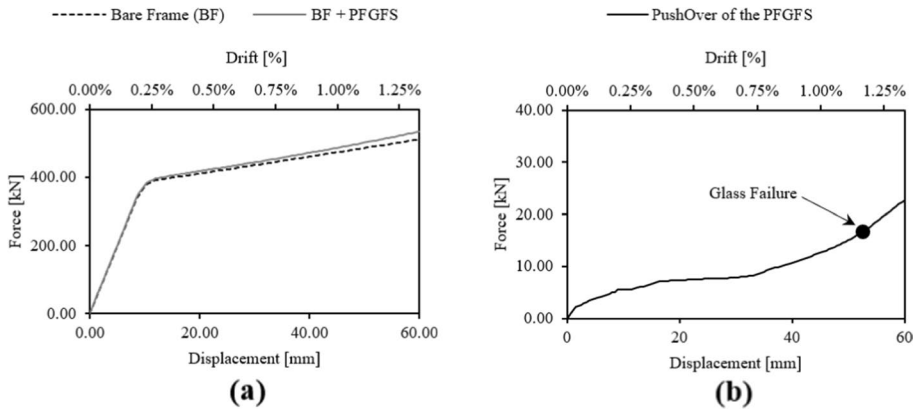 Bare Frame (BF) BF + PFGFS
Drift [%]
0.00% 0.25% 0.50% 0.75% 1.00% 1.25%
600.00
400.00
200.00
0.00
Force [kN]
0.00 20.00 40.00 60.00
Displacement [mm]
(a)
PushOver of the PFGFS
Drift [%]
0.00% 0.25% 0.50% 0.75% 1.00% 1.25%
40.00
30.00
20.00
10.00
0.00
Force [kN]
Glass Failure
0 20 40 60
Displacement [mm]
(b)